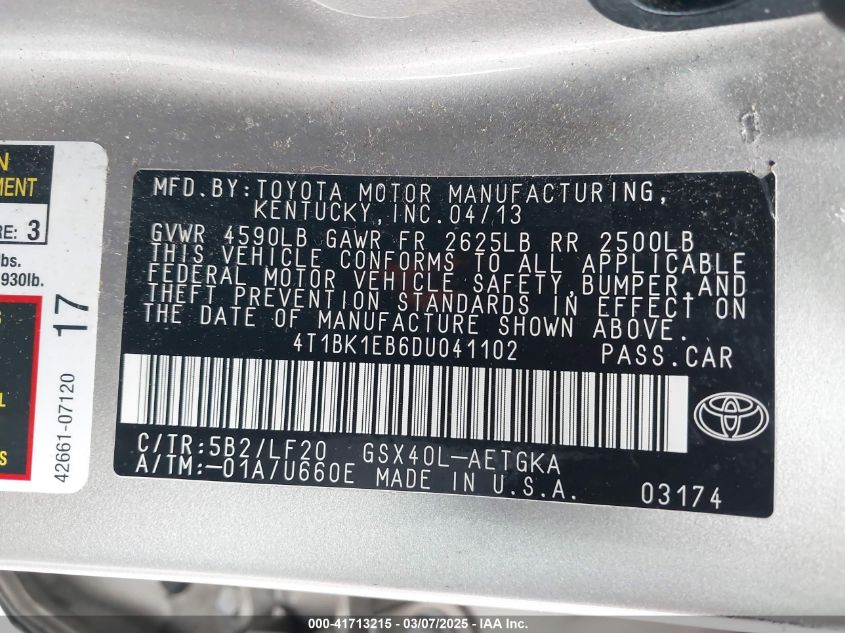 N
MENT
RE: 3
lbs.
930lb.
S
L
S
42661-07120
17
MFD.BY:TOYOTA MOTOR MANUFACTURING,
KENTUCKY,INC.04/13
GVWR 4590LB GAWR FR 2625LB RR 2500LB
THIS VEHICLE CONFORMS TO ALL APPLICABLE
FEDERAL MOTOR VEHICLE SAFETY,BUMPER,AND
THEFT PREVENTION STANDARDS IN EFFECT ON
THE DATE OF MANUFACTURE SHOWN ABOVE.
4T1BK1EB6DU041102 PASS.CAR
C/TR:5B2/LF20 GSX40L-AETGKA
A/TM:-01A/U660E MADE IN U.S.A. 03174
000-41713215 - 03/07/2025 - IAAI.COM